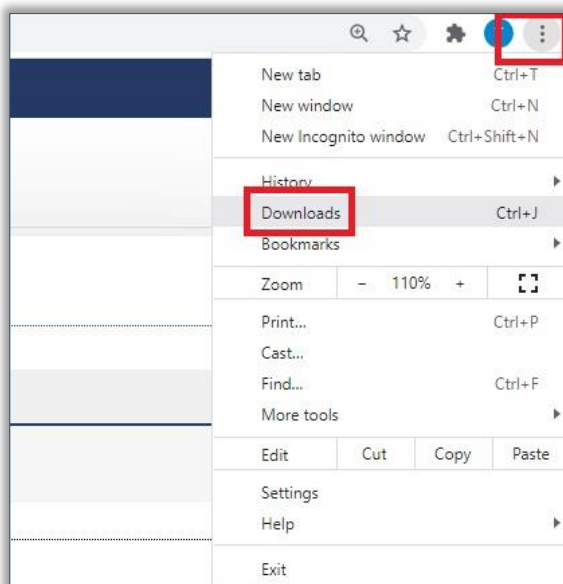 New tab Ctrl+T
New window Ctrl+N
New Incognito window Ctrl+Shift+N
History
Downloads Ctrl+J
Bookmarks
Zoom - 110% +
Print... Ctrl+P
Cast...
Find... Ctrl+F
More tools
Edit Cut Copy Paste
Settings
Help
Exit